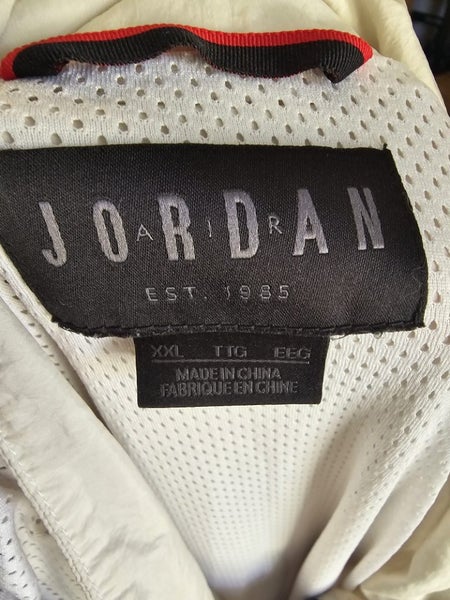 JORDAN
AIR
EST. 1985
XXL TTG EEG
MADE IN CHINA
FABRIQUE EN CHINE